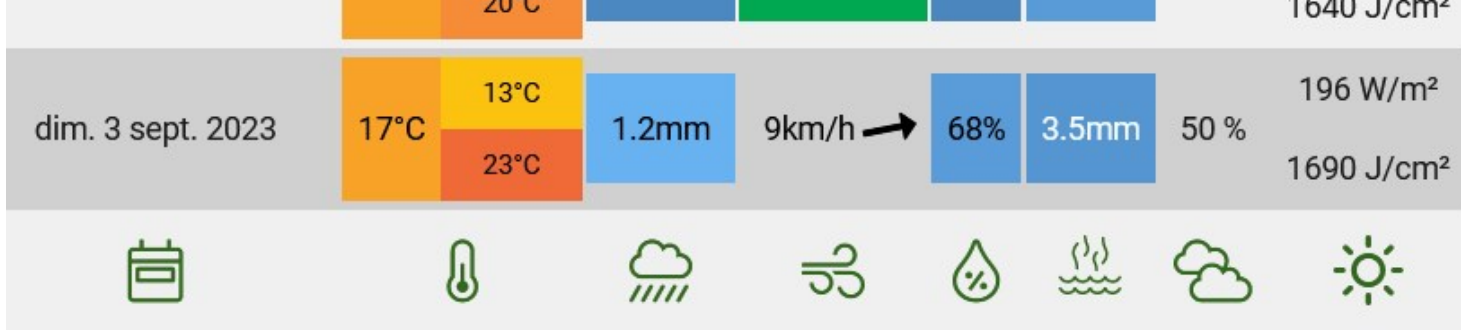 20°C
1640 J/cm²
dim. 3 sept. 2023
17°C
13°C
23°C
1.2mm
9km/h
68%
3.5mm
50 %
196 W/m²
1690 J/cm²
%